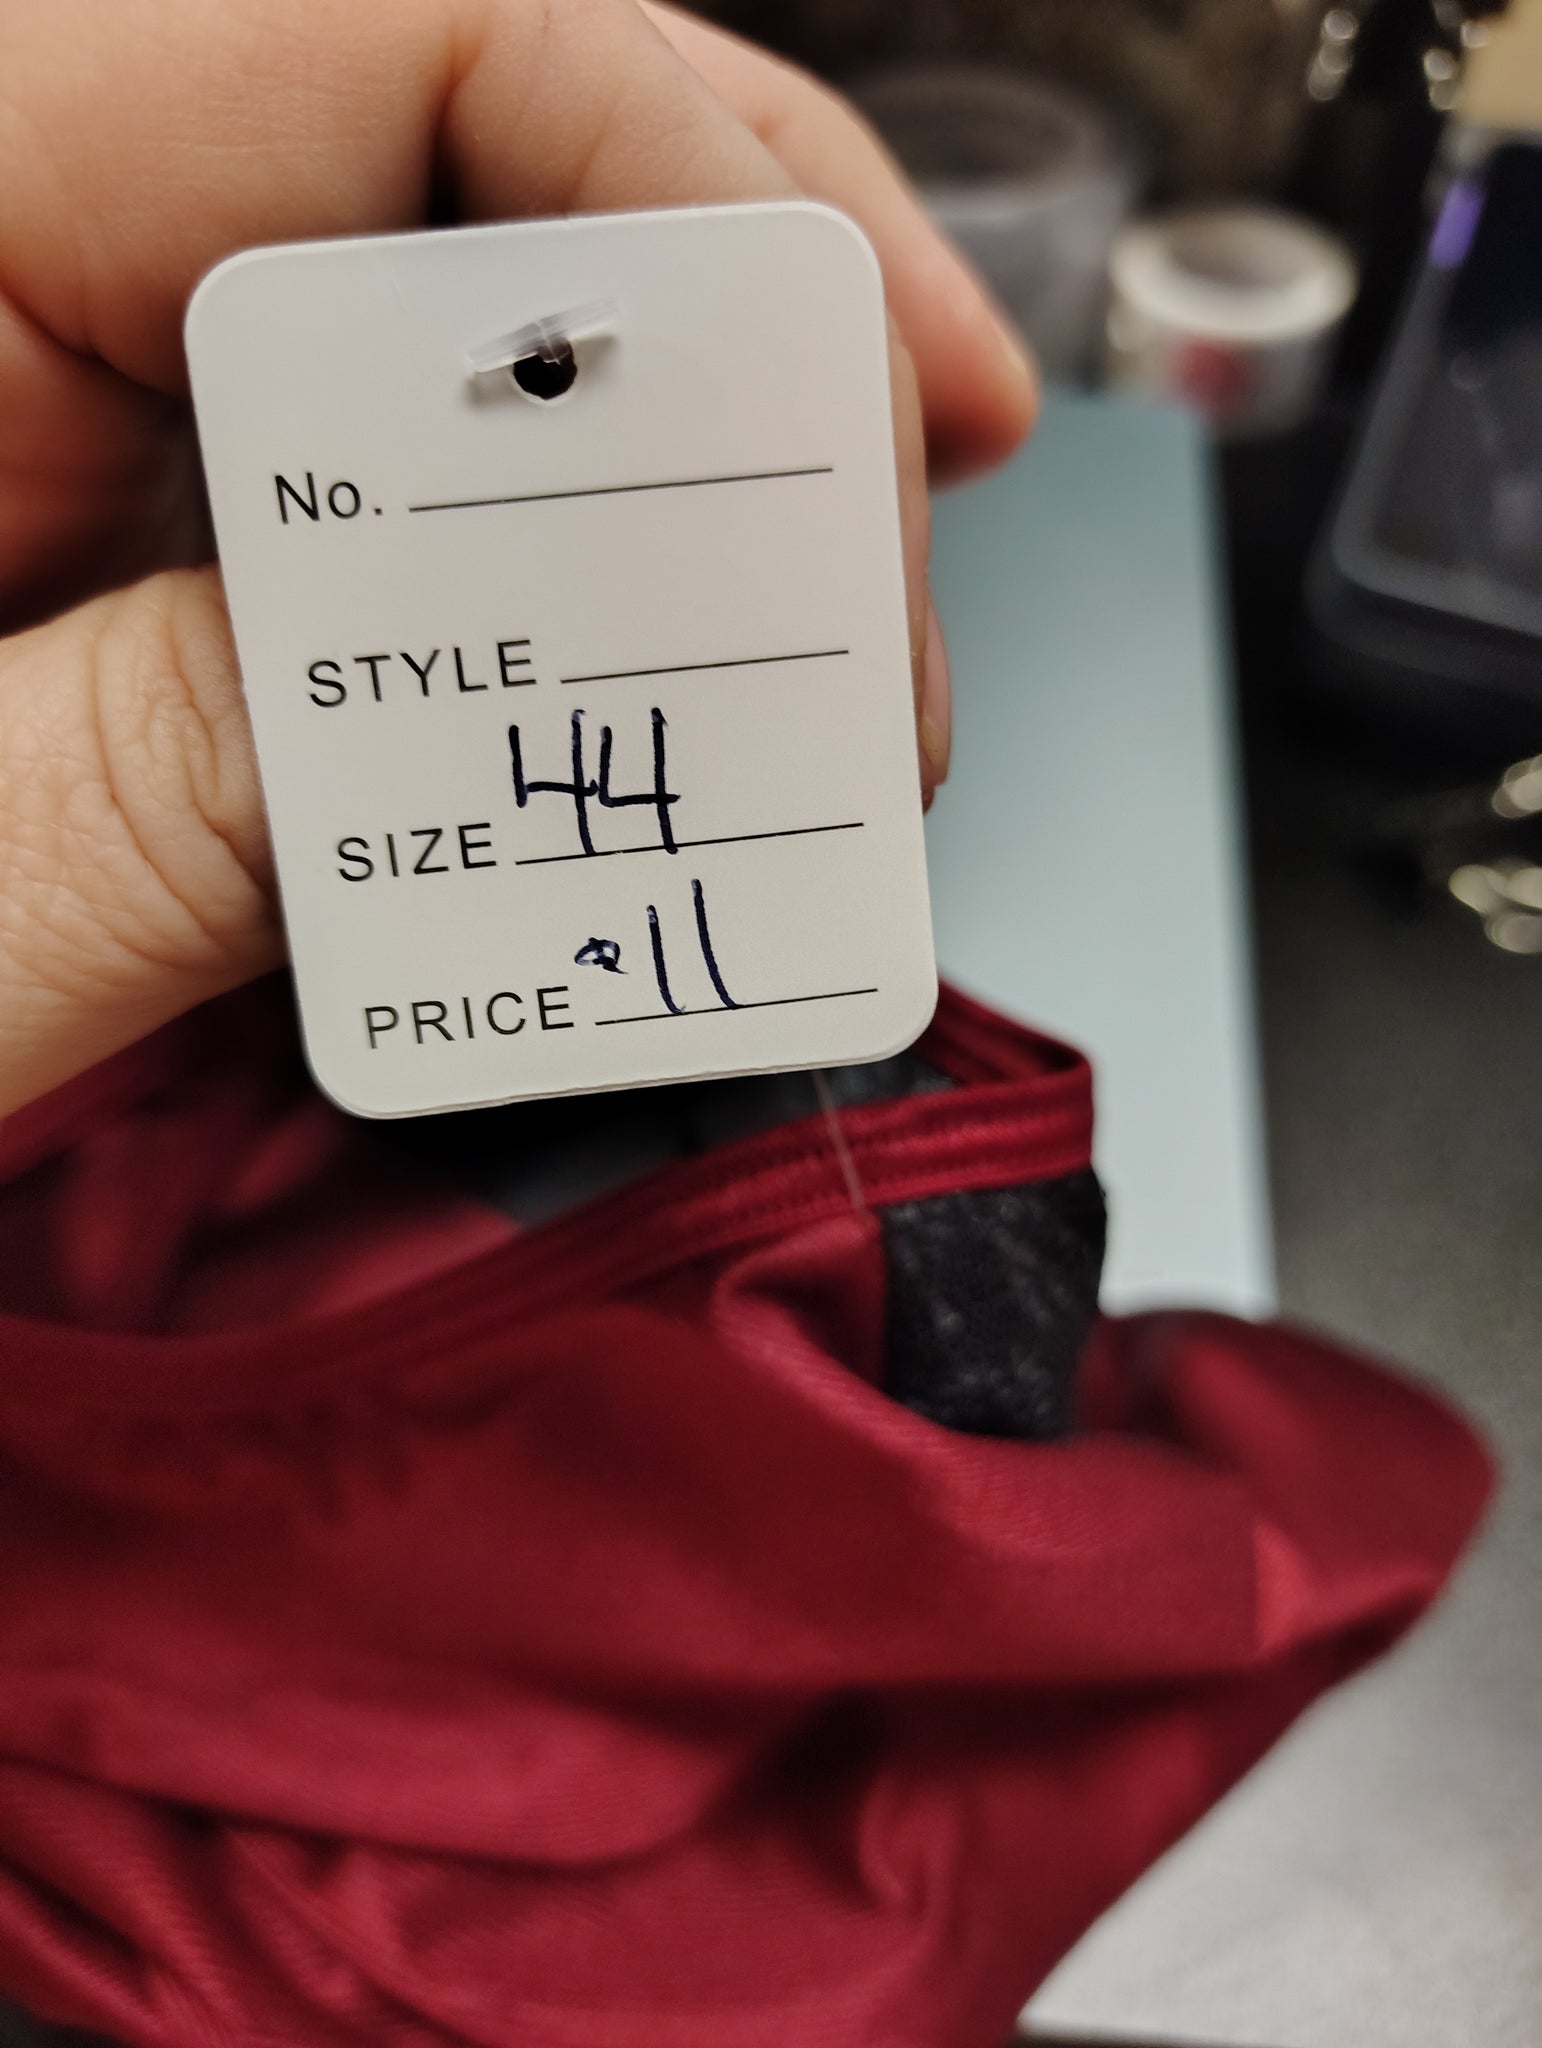 No.
STYLE
SIZE 44
PRICE 11